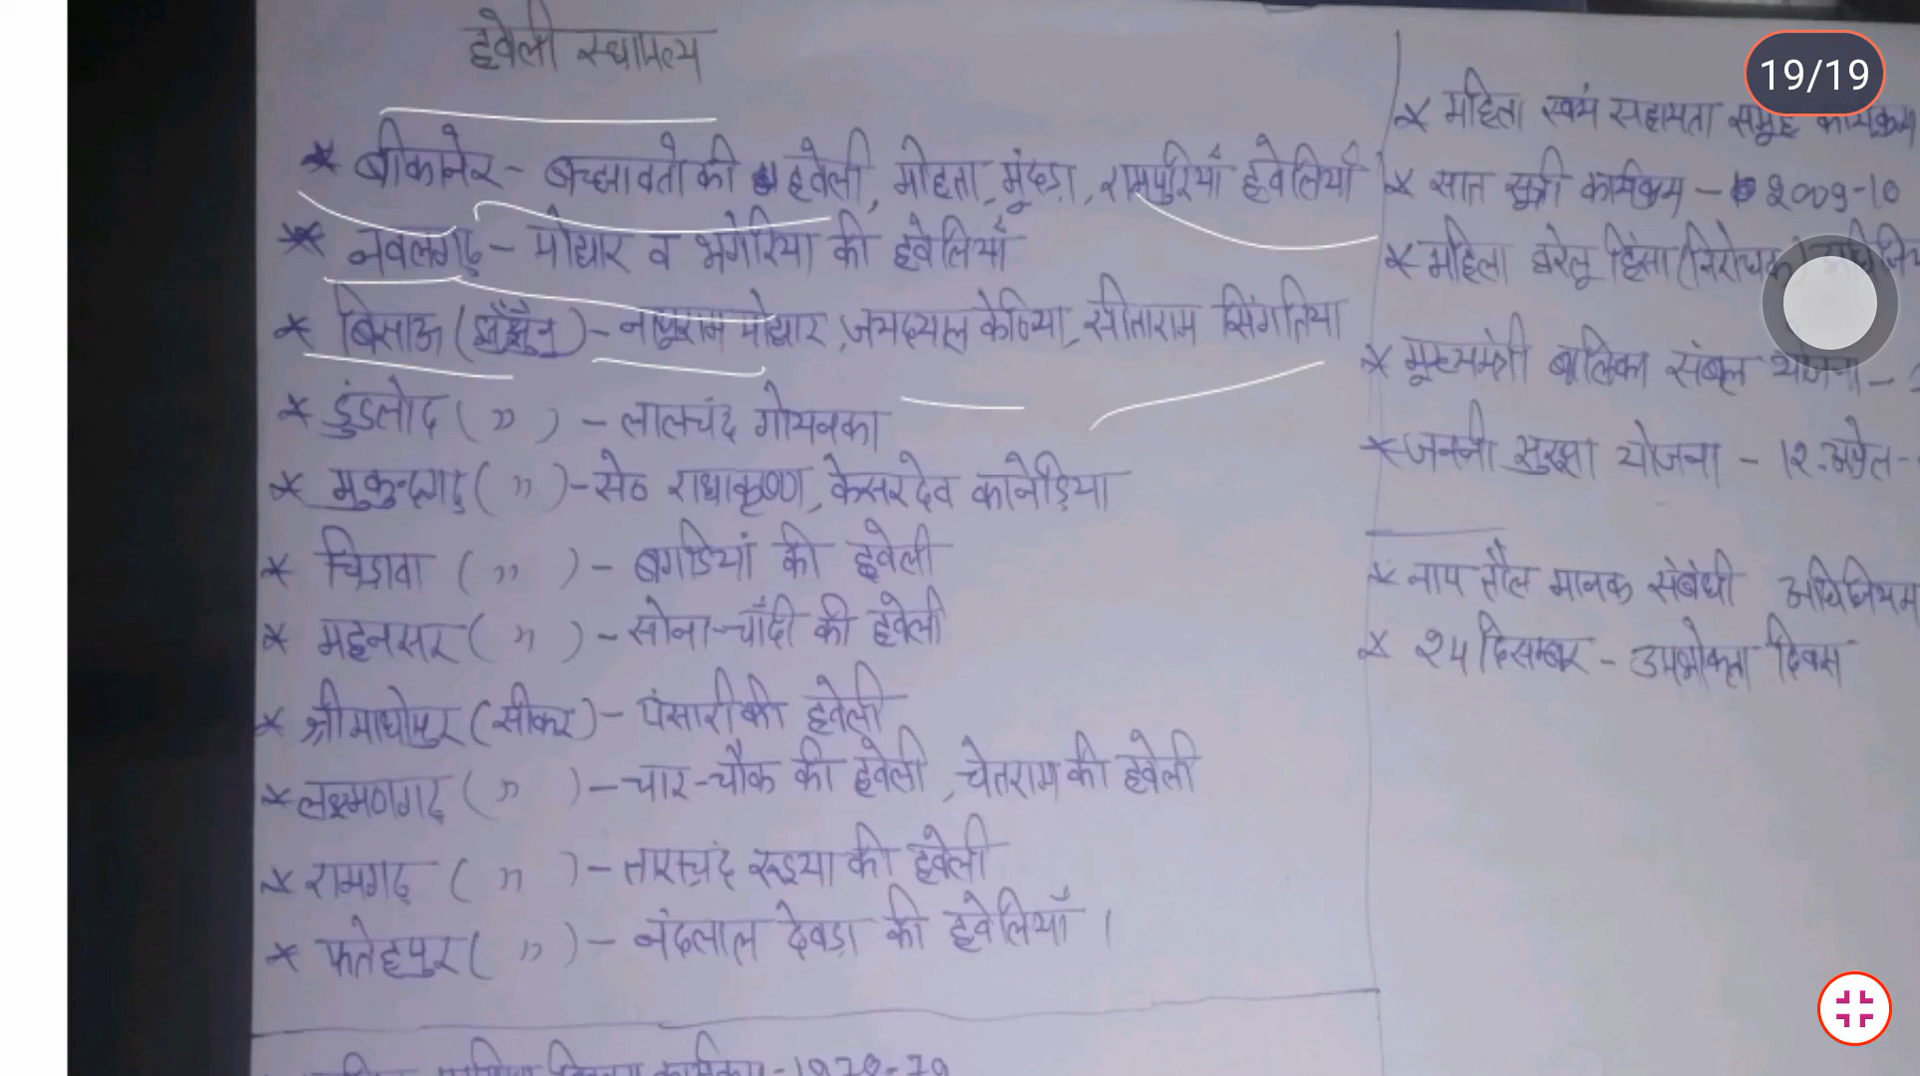 हवेली स्थापत्य
* बीकानेर - बच्छावतो की हवेली, मोहता, मूंदड़ा, रामपुरियाँ हवेलियाँ
* नवलगढ़ - पोद्दार व भगेरिया की हवेलियाँ
* बिसाऊ (झुँझुँनू) - नाथूराम पोद्दार, जयदयाल केडिया, सीताराम सिंगतिया
* डुंडलोद ( " ) - लालचंद गोयनका
* मुकुन्दगढ़ ( " ) - सेठ राधाकृष्ण, केसरदेव कानोड़िया
* चिड़ावा ( " ) - बगडियां की हवेली
* महनसर ( " ) - सोना-चाँदी की हवेली
* श्रीमाधोपुर (सीकर) - पंसारी की हवेली
* लक्ष्मणगढ़ ( " ) - चार-चौक की हवेली, चेतराम की हवेली
* रामगढ़ ( " ) - ताराचंद रूइया की हवेली
* फतेहपुर ( " ) - नंदलाल देवड़ा की हवेलियाँ ।
19/19
* महिला स्वयं सहायता समूह कार्यक्रम
* सात सूत्री कार्यक्रम - 2009-10
* महिला घरेलू हिंसा (निरोधक)
* मुख्यमंत्री बालिका संबल योजना -
* जननी सुरक्षा योजना - 12 अप्रेल -
* नाप तौल मानक संबंधी अधिनियम
* 24 दिसम्बर - उपभोक्ता दिवस